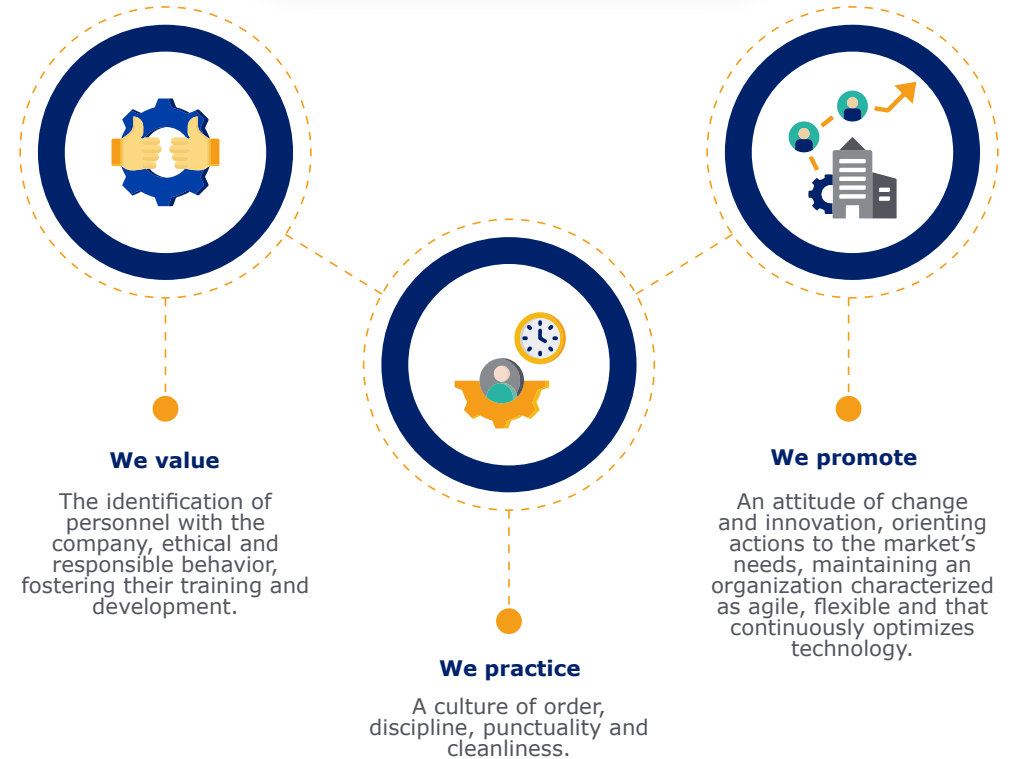 We value
The identification of
personnel with the
company, ethical and
responsible behavior,
fostering their training and
development.
We practice
A culture of order,
discipline, punctuality and
cleanliness.
We promote
An attitude of change
and innovation, orienting
actions to the market’s
needs, maintaining an
organization characterized
as agile, flexible and that
continuously optimizes
technology.